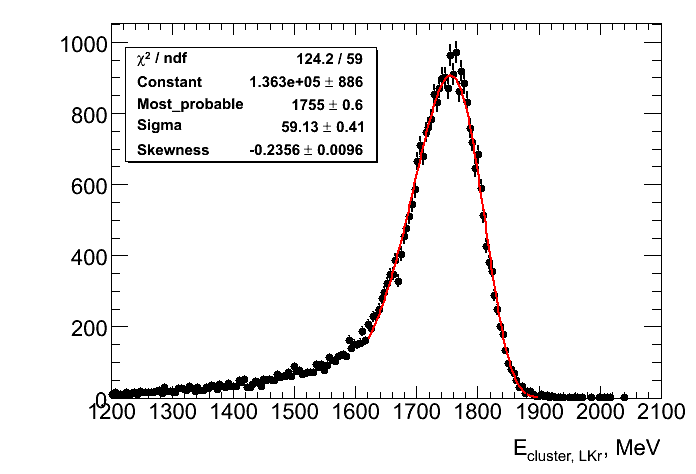 1000
χ² / ndf 124.2 / 59
Constant 1.363e+05 ± 886
Most_probable 1755 ± 0.6
Sigma 59.13 ± 0.41
Skewness -0.2356 ± 0.0096
800
600
400
200
0
1200 1300 1400 1500 1600 1700 1800 1900 2000 2100
E cluster, LKr, MeV